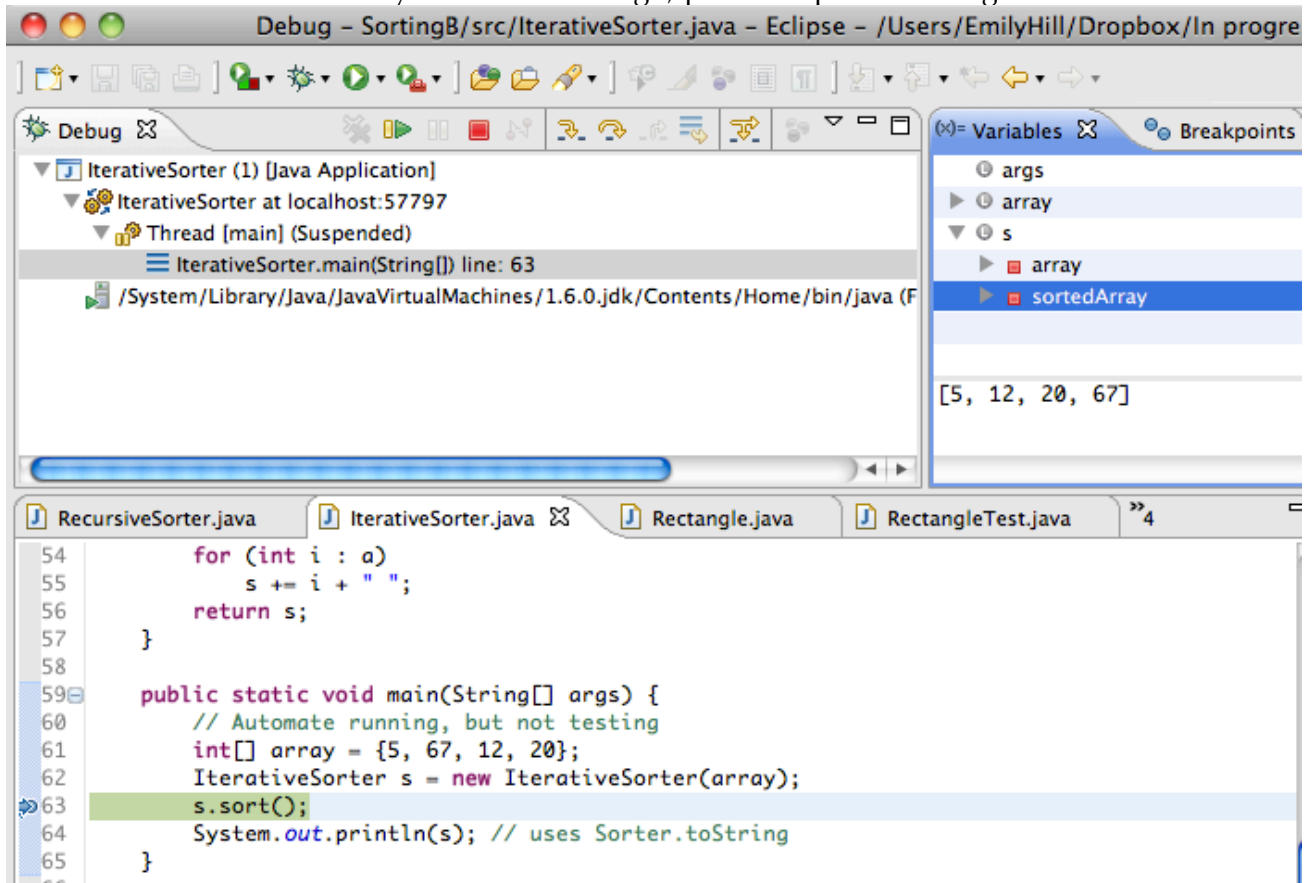 Debug – SortingB/src/IterativeSorter.java – Eclipse – /Users/EmilyHill/Dropbox/In progre
Debug
IterativeSorter (1) [Java Application]
IterativeSorter at localhost:57797
Thread [main] (Suspended)
IterativeSorter.main(String[]) line: 63
/System/Library/Java/JavaVirtualMachines/1.6.0.jdk/Contents/Home/bin/java (F
(x)= Variables Breakpoints
args
array
s
array
sortedArray
[5, 12, 20, 67]
RecursiveSorter.java IterativeSorter.java Rectangle.java RectangleTest.java »4
54 for (int i : a)
55 s += i + " ";
56 return s;
57 }
58
59 public static void main(String[] args) {
60 // Automate running, but not testing
61 int[] array = {5, 67, 12, 20};
62 IterativeSorter s = new IterativeSorter(array);
63 s.sort();
64 System.out.println(s); // uses Sorter.toString
65 }